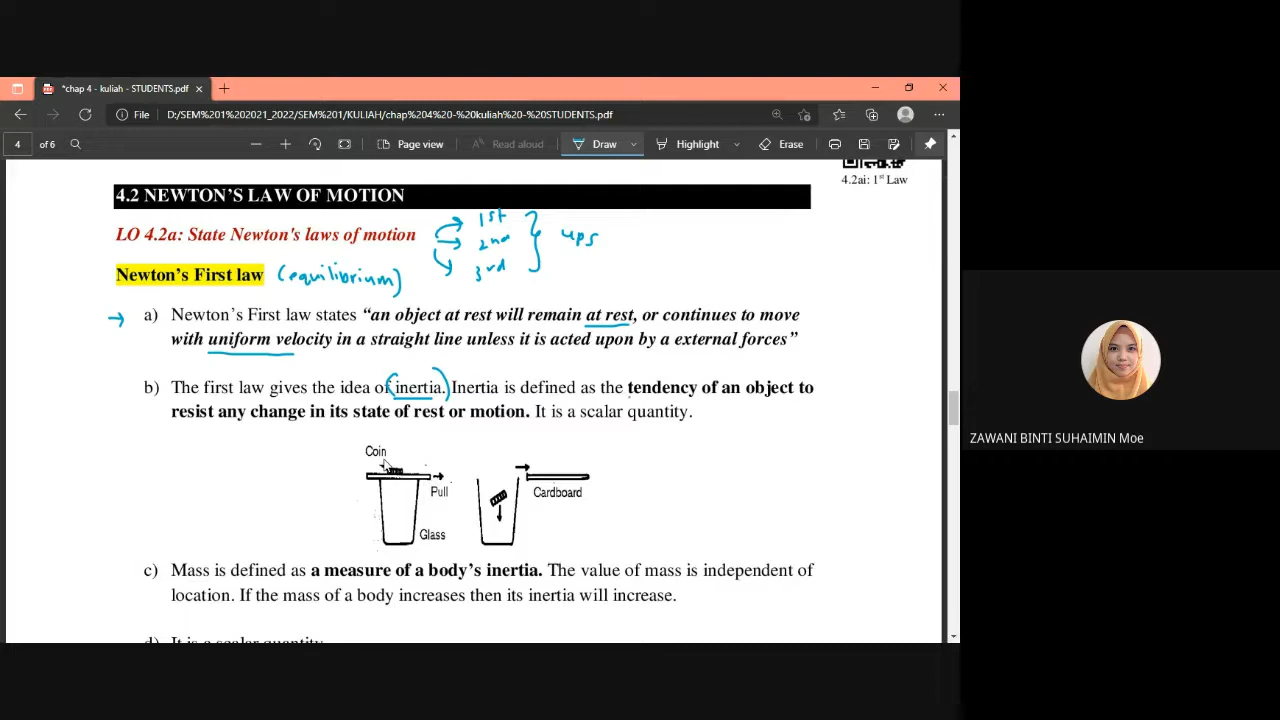 *chap 4 - kuliah - STUDENTS.pdf
File D:/SEM%201%202021_2022/SEM%201/KULIAH/chap%204%20-%20kuliah%20-%20STUDENTS.pdf
4 of 6 Page view Read aloud Draw Highlight Erase
4.2ai: 1st Law
4.2 NEWTON'S LAW OF MOTION
LO 4.2a: State Newton's laws of motion
1st
2nd
3rd
ups
Newton's First law (equilibrium)
a) Newton's First law states "an object at rest will remain at rest, or continues to move
with uniform velocity in a straight line unless it is acted upon by a external forces"
b) The first law gives the idea of (inertia.) Inertia is defined as the tendency of an object to
resist any change in its state of rest or motion. It is a scalar quantity.
Coin
Pull
Cardboard
Glass
c) Mass is defined as a measure of a body's inertia. The value of mass is independent of
location. If the mass of a body increases then its inertia will increase.
d) It is a scalar quantity.
ZAWANI BINTI SUHAIMIN Moe